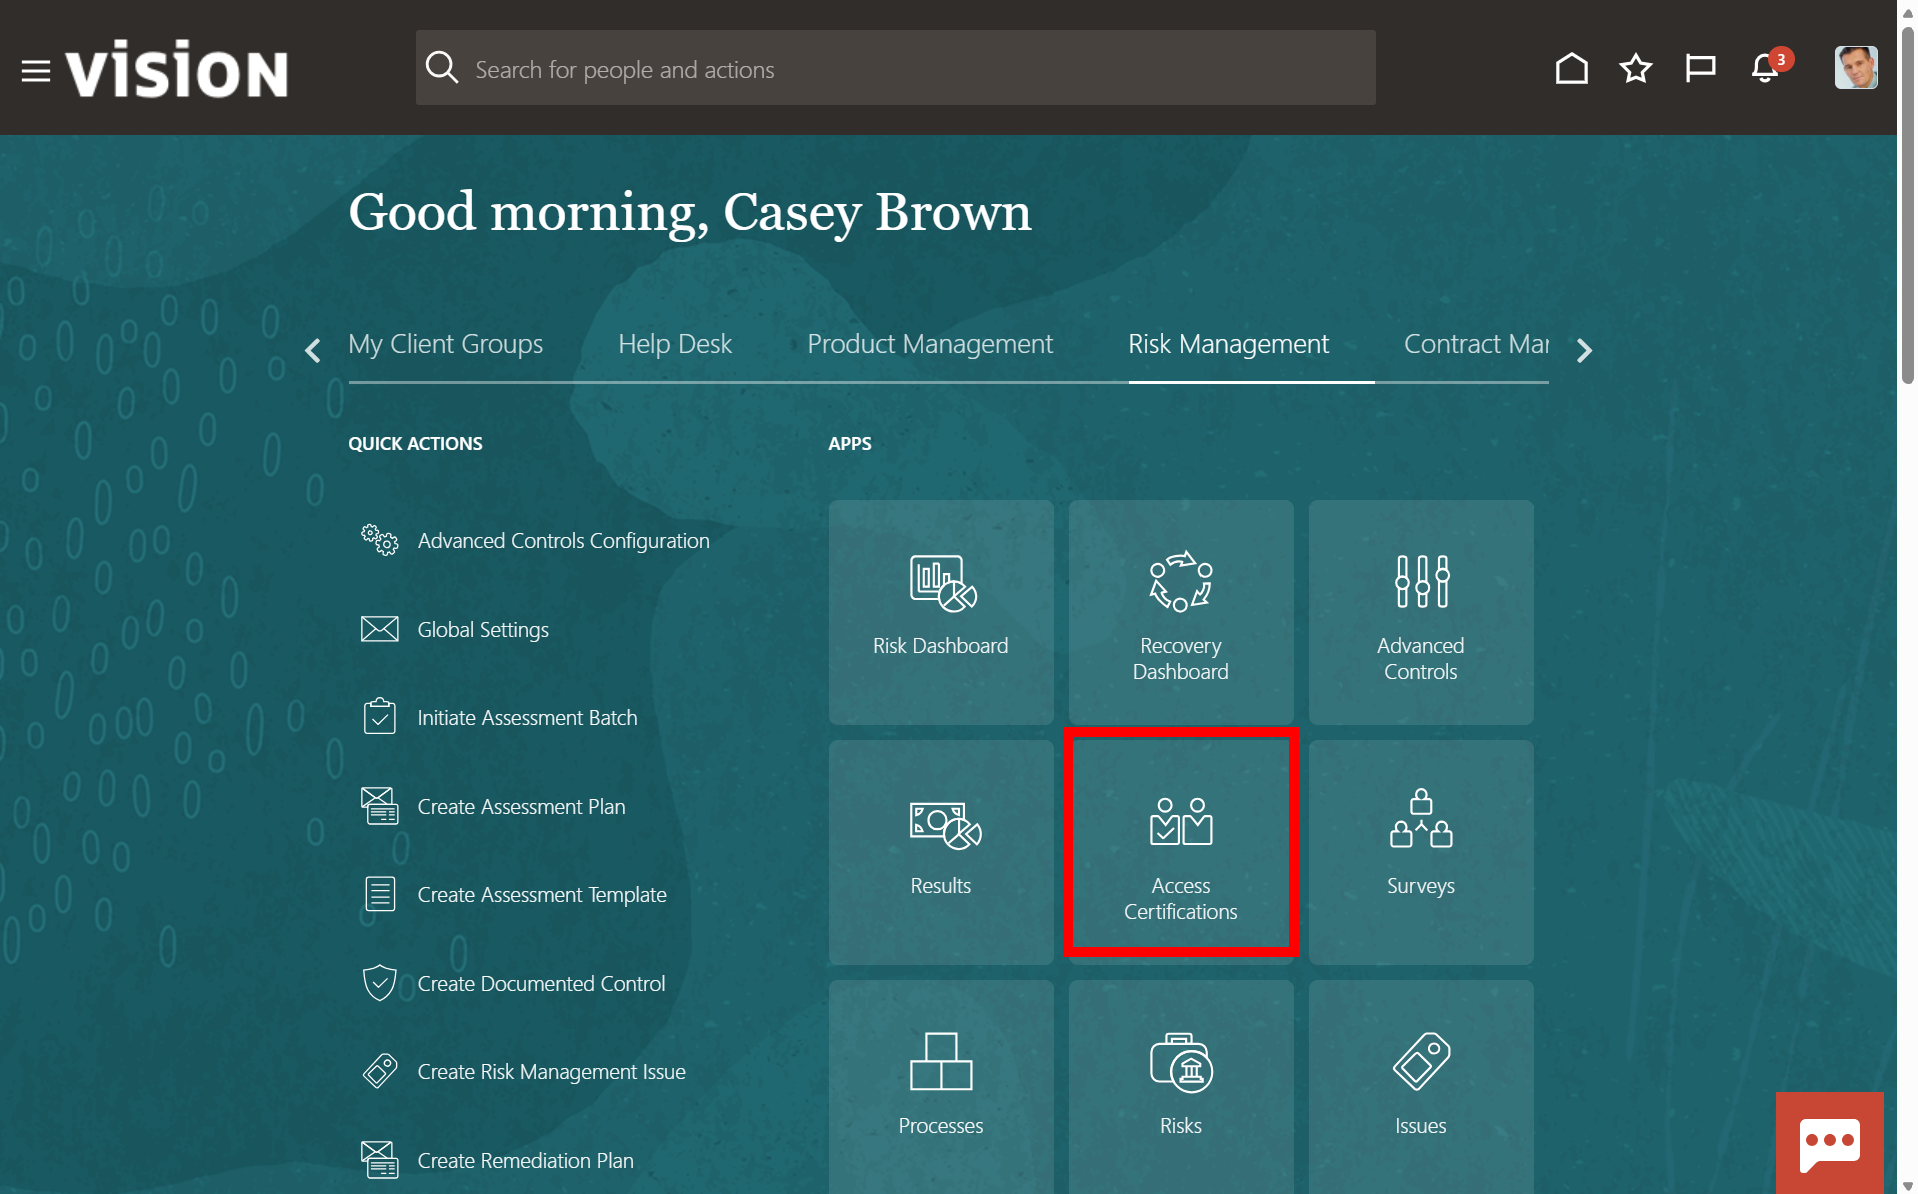 vision
Search for people and actions
3
Good morning, Casey Brown
My Client Groups
Help Desk
Product Management
Risk Management
Contract Mar
QUICK ACTIONS
Advanced Controls Configuration
Global Settings
Initiate Assessment Batch
Create Assessment Plan
Create Assessment Template
Create Documented Control
Create Risk Management Issue
Create Remediation Plan
APPS
Risk Dashboard
Recovery
Dashboard
Advanced
Controls
Results
Access
Certifications
Surveys
Processes
Risks
Issues